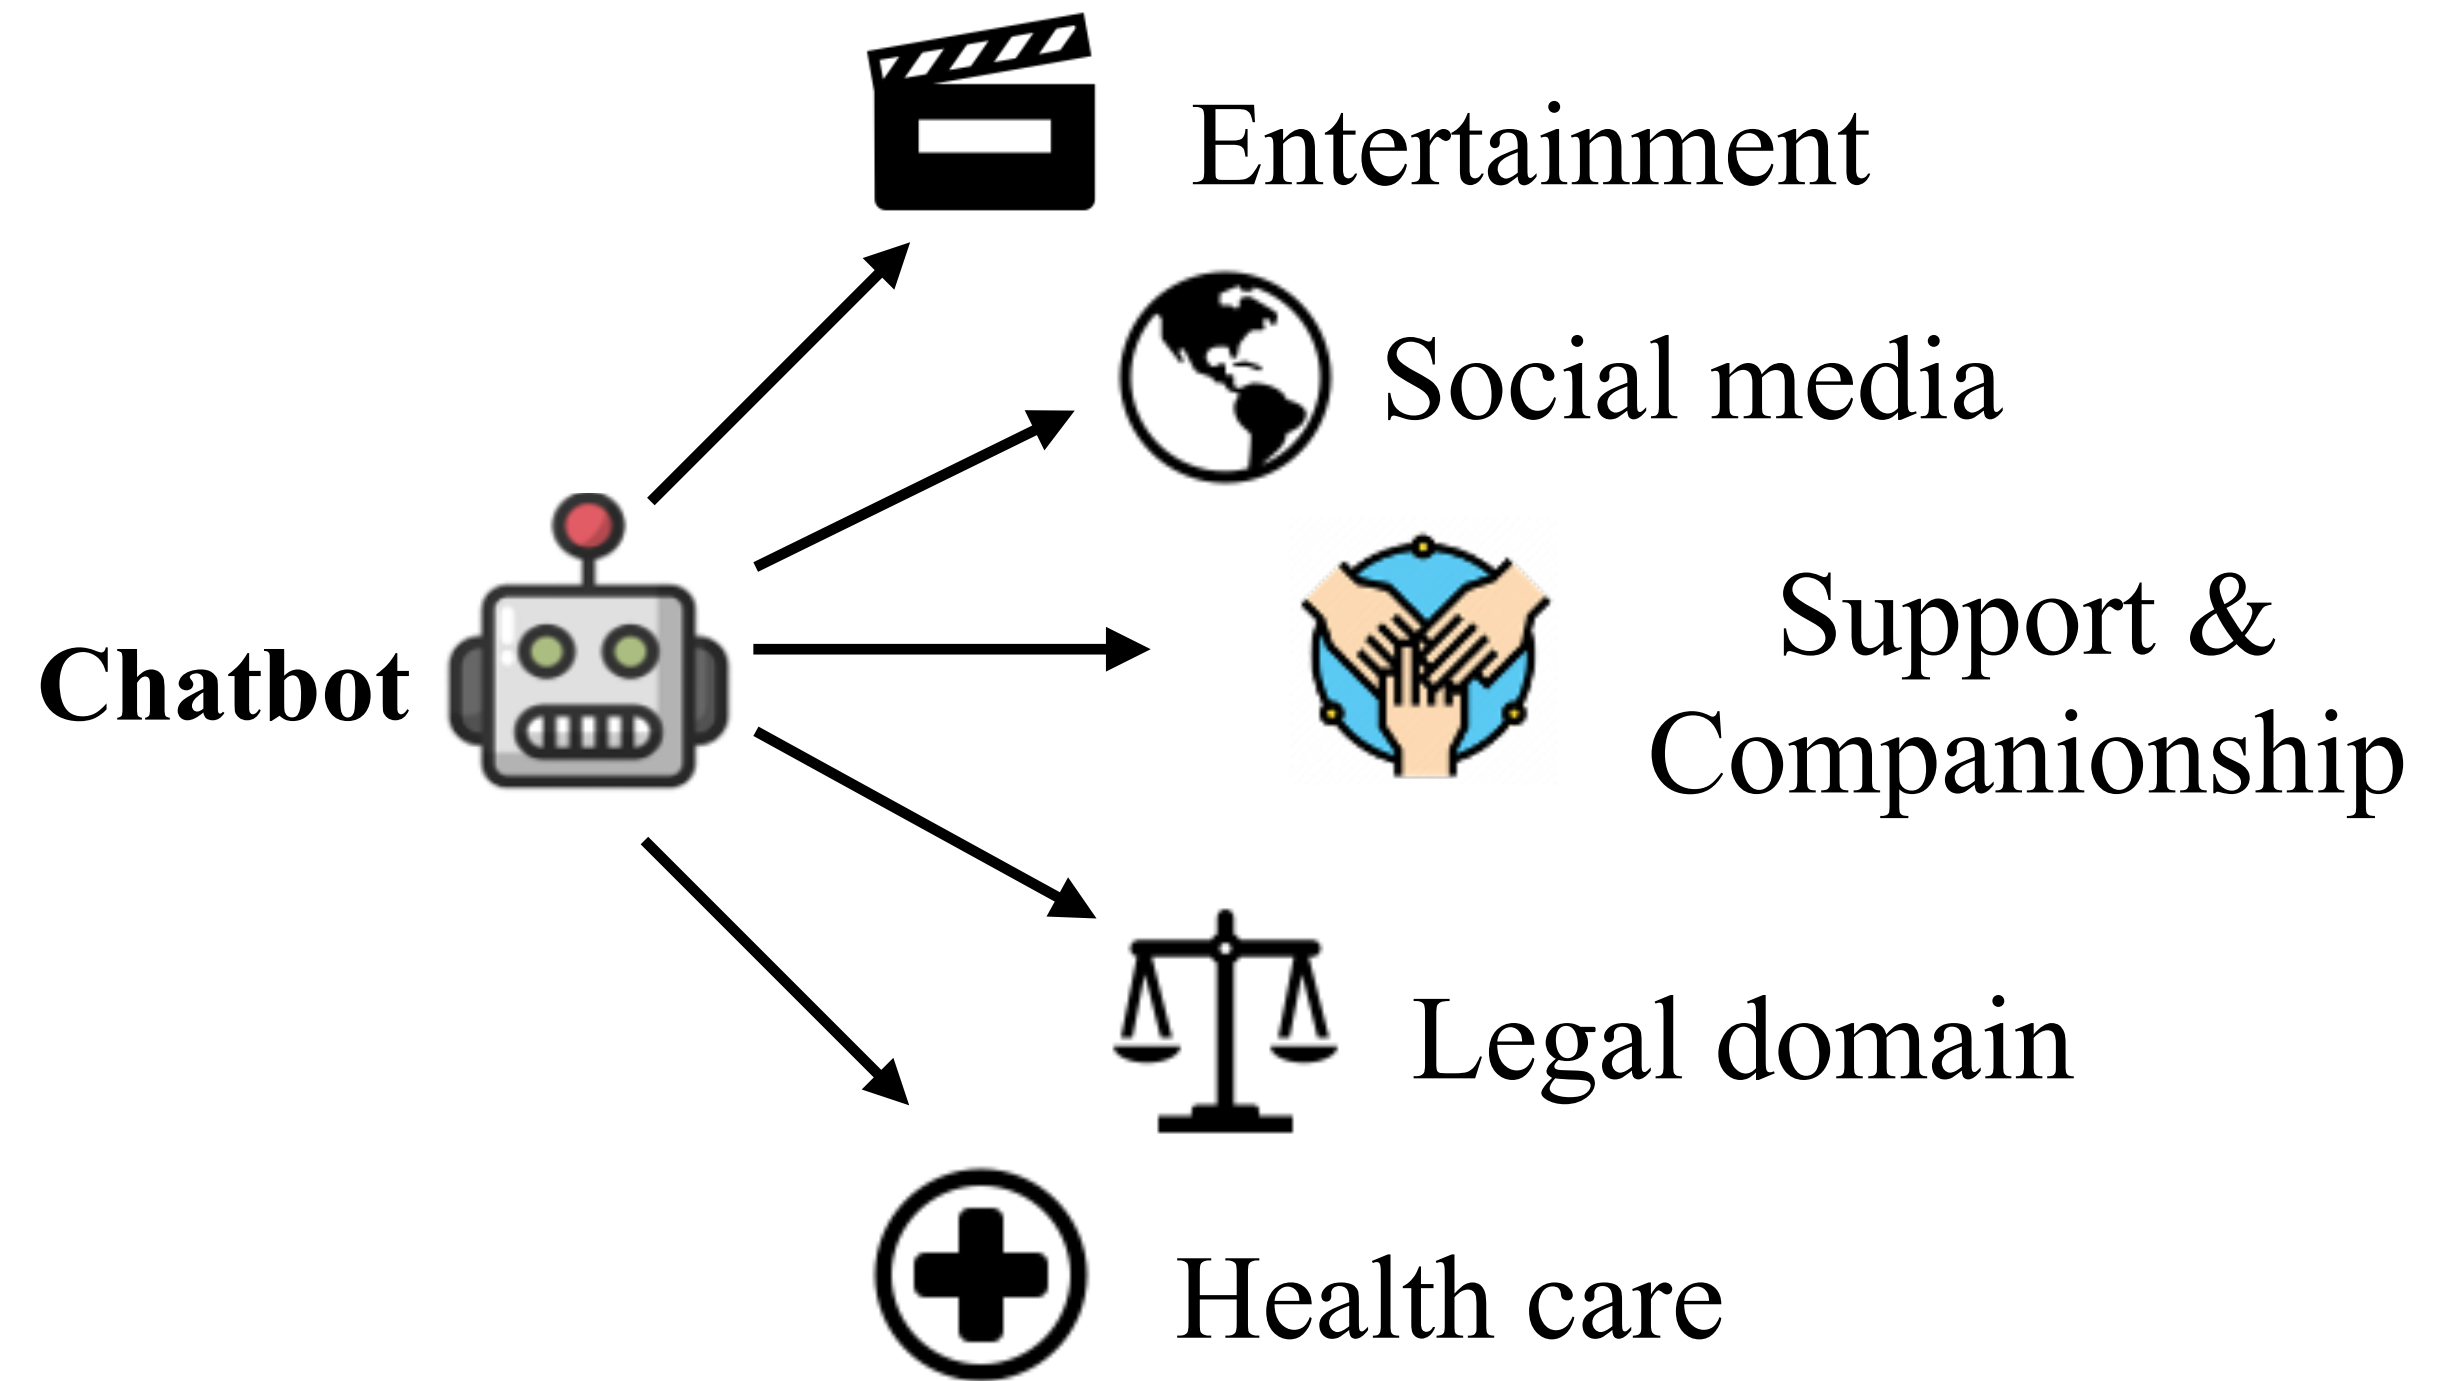 Entertainment
Social media
Support &
Companionship
Chatbot
Legal domain
Health care